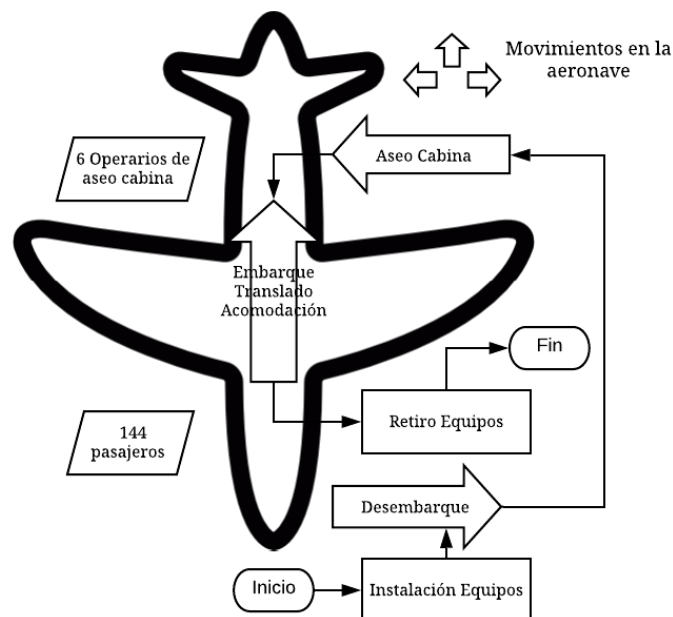 Movimientos en la
aeronave
6 Operarios de
aseo cabina
Aseo Cabina
Embarque
Translado
Acomodación
Fin
144
pasajeros
Retiro Equipos
Desembarque
Inicio
Instalación Equipos